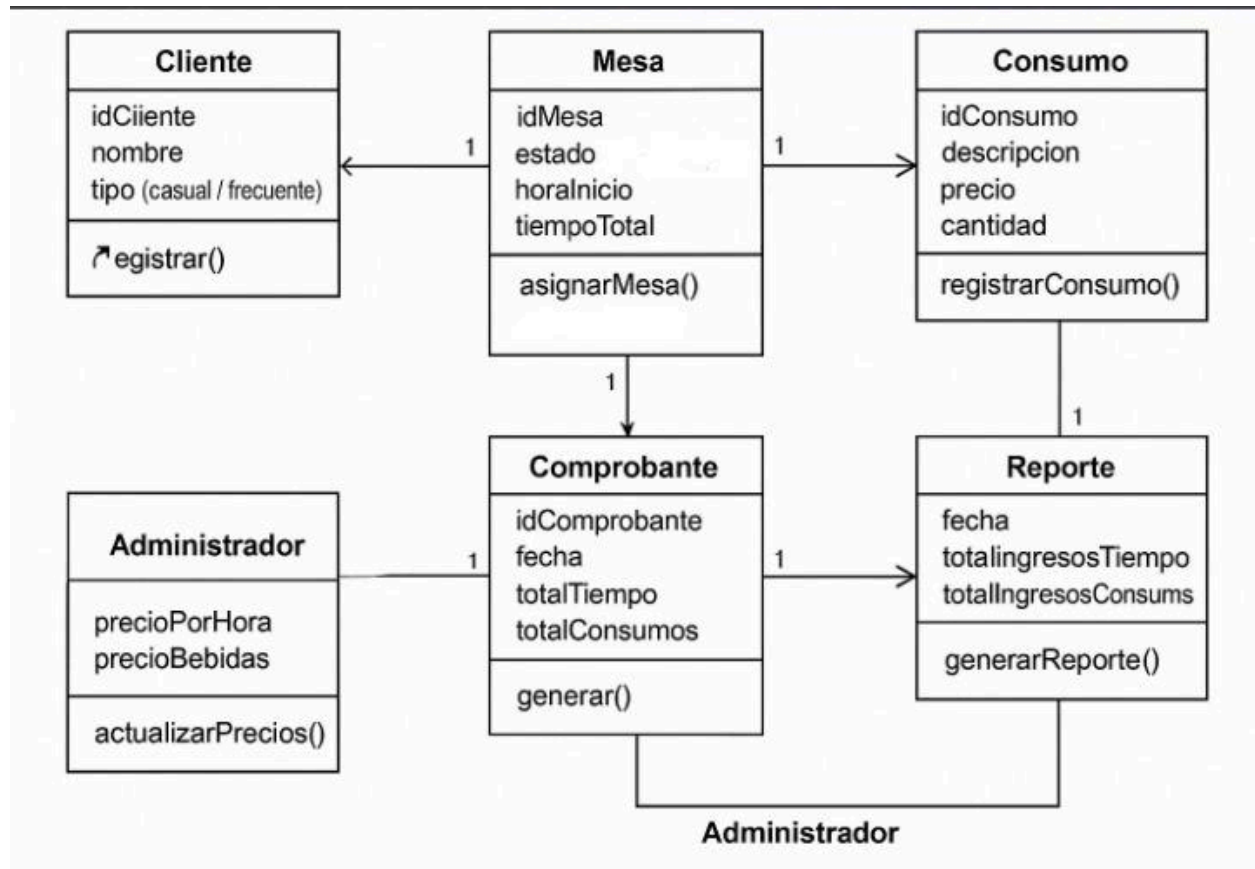 Cliente
idCiiente
nombre
tipo (casual / frecuente)
egistrar()
1
Mesa
idMesa
estado
horaInicio
tiempoTotal
asignarMesa()
1
Consumo
idConsumo
descripcion
precio
cantidad
registrarConsumo()
1
1
Administrador
precioPorHora
precioBebidas
actualizarPrecios()
1
Comprobante
idComprobante
fecha
totalTiempo
totalConsumos
generar()
1
Reporte
fecha
totalingresosTiempo
totalIngresosConsums
generarReporte()
Administrador